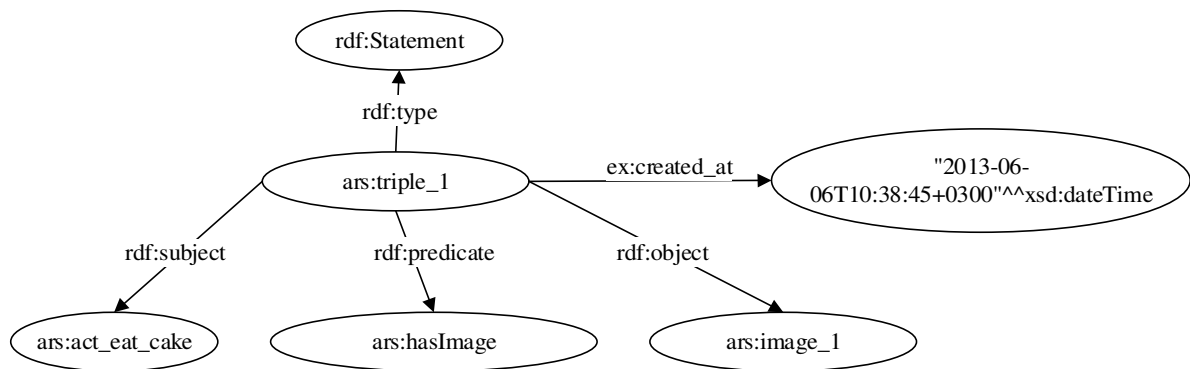 rdf:Statement
rdf:type
ars:triple_1
ex:created_at
"2013-06-
06T10:38:45+0300"^^xsd:dateTime
rdf:subject
rdf:predicate
rdf:object
ars:act_eat_cake
ars:hasImage
ars:image_1